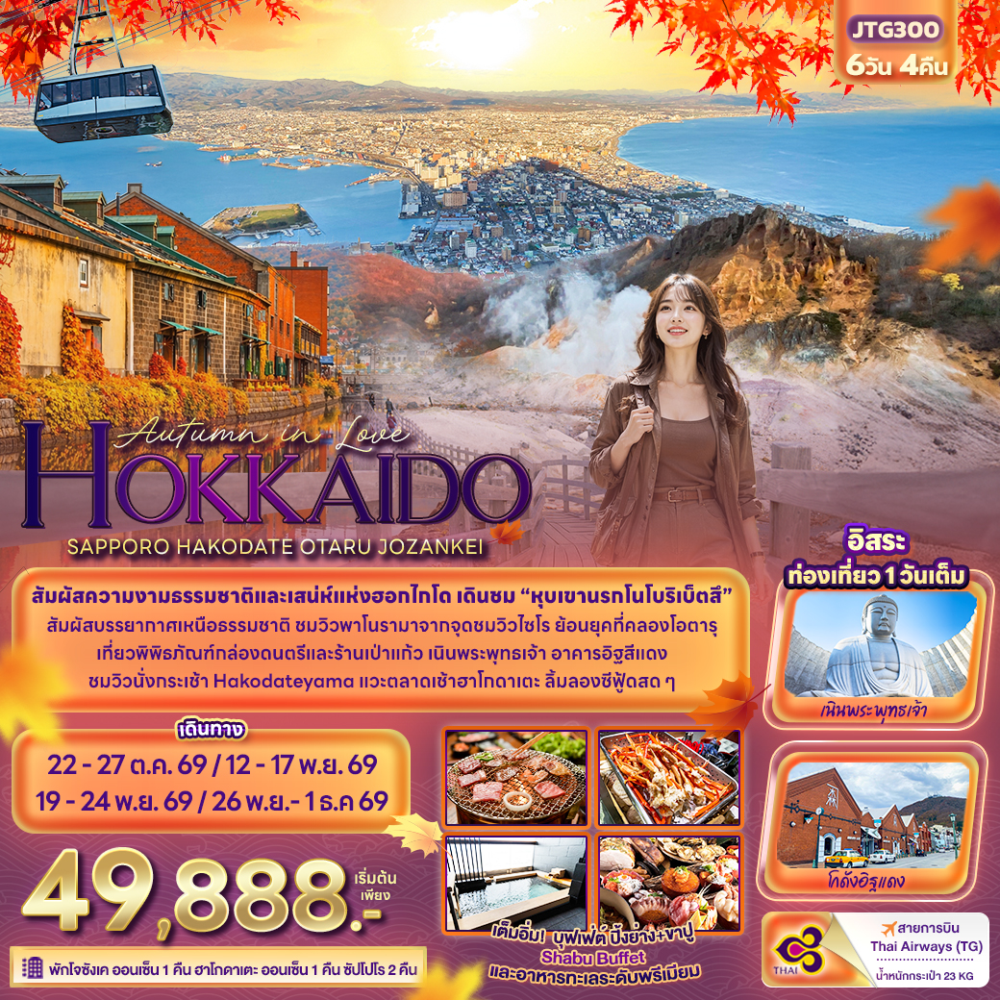 JTG300
6วัน 4คืน
Autumn in Love
HOKKAIDO
SAPPORO HAKODATE OTARU JOZANKEI
อิสระ
ท่องเที่ยว 1 วันเต็ม
สัมผัสความงามธรรมชาติและเสน่ห์แห่งฮอกไกโด เดินชม “หุบเขานรกโนโบริเบ็ตสึ”
สัมผัสบรรยากาศเหนือธรรมชาติ ชมวิวพาโนรามาจากจุดชมวิวไซโร ย้อนยุคที่คลองโอตารุ
เที่ยวพิพิธภัณฑ์กล่องดนตรีและร้านเป่าแก้ว เนินพระพุทธเจ้า อาคารอิฐสีแดง
ชมวิวนั่งกระเช้า Hakodateyama แวะตลาดเช้าฮาโกดาเตะ ลิ้มลองซีฟู้ดสด ๆ
เนินพระพุทธเจ้า
เดินทาง
22 - 27 ต.ค. 69 / 12 - 17 พ.ย. 69
19 - 24 พ.ย. 69 / 26 พ.ย.- 1 ธ.ค 69
โกดังอิฐแดง
49,888.-
เริ่มต้น
เพียง
เต็มอิ่ม! บุฟเฟ่ต์ ปิ้งย่าง+ขาปู
Shabu Buffet
และอาหารทะเลระดับพรีเมียม
พักโจซังเค ออนเซ็น 1 คืน ฮาโกดาเตะ ออนเซ็น 1 คืน ซัปโปโร 2 คืน
THAI
สายการบิน
Thai Airways (TG)
น้ำหนักกระเป๋า 23 KG